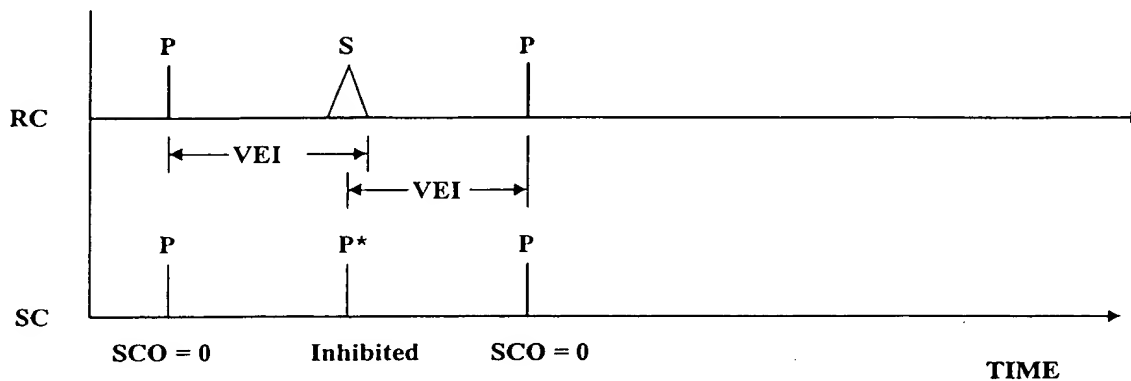 P S P
RC
VEI
VEI
P P* P
SC
SCO = 0 Inhibited SCO = 0
TIME